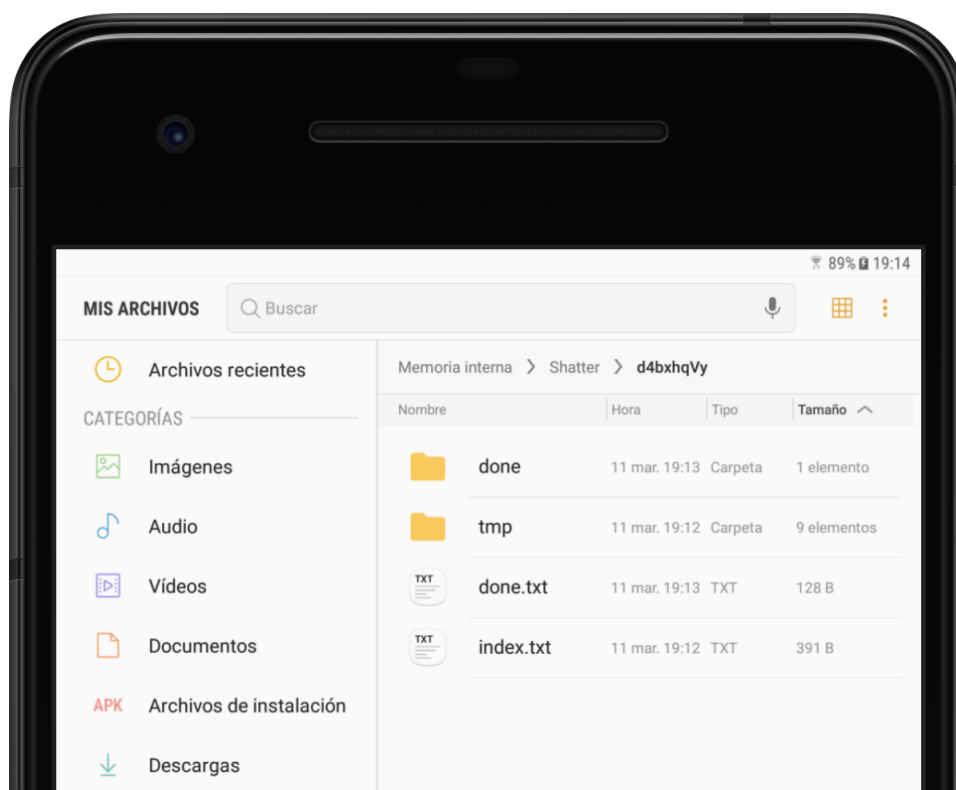 89% 19:14
MIS ARCHIVOS Buscar
Archivos recientes
CATEGORÍAS
Imágenes
Audio
Vídeos
Documentos
APK Archivos de instalación
Descargas
Memoria interna > Shatter > d4bxhqVy
Nombre Hora Tipo Tamaño
done 11 mar. 19:13 Carpeta 1 elemento
tmp 11 mar. 19:12 Carpeta 9 elementos
TXT done.txt 11 mar. 19:13 TXT 128 B
TXT index.txt 11 mar. 19:12 TXT 391 B